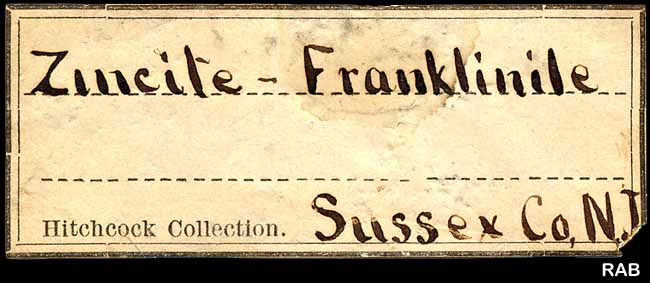 Zincite - Franklinite
Hitchcock Collection. Sussex Co, N.J
RAB